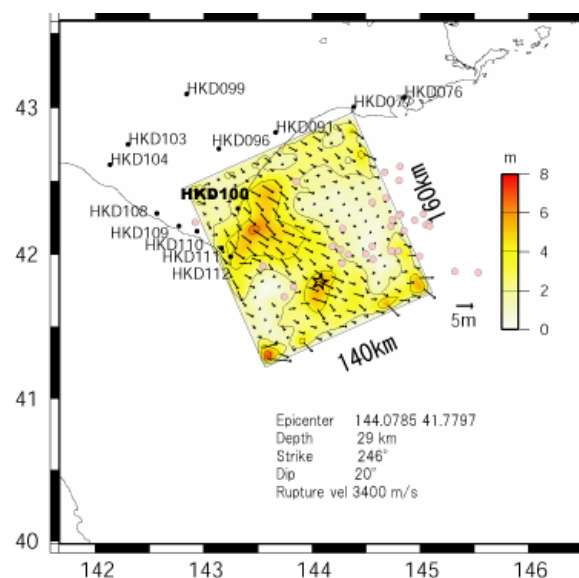 HKD099
HKD076
HKD077
43
HKD091
HKD103
HKD096
HKD104
m
HKD100
8
160km
HKD108
6
HKD109
HKD110
42
HKD111
4
HKD112
2
5m
0
140km
41
Epicenter 144.0785 41.7797
Depth 29 km
Strike 246°
Dip 20°
Rupture vel 3400 m/s
40
142 143 144 145 146